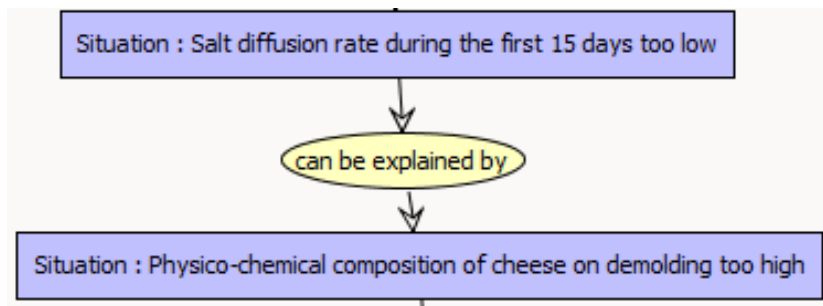 Situation : Salt diffusion rate during the first 15 days too low
can be explained by
Situation : Physico-chemical composition of cheese on demolding too high